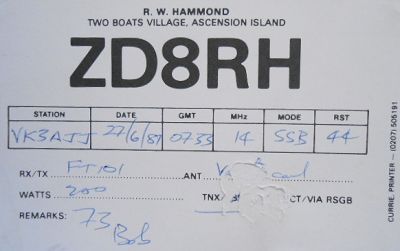 R. W. HAMMOND
TWO BOATS VILLAGE, ASCENSION ISLAND
ZD8RH
STATION DATE GMT MHz MODE RST
VK3AJJ 27/6/87 0733 14 SSB 44
RX/TX FT101 ANT
WATTS 200 TNX CT/VIA RSGB
REMARKS: 73 Bob
CURRIE, PRINTER — (0207) 505191